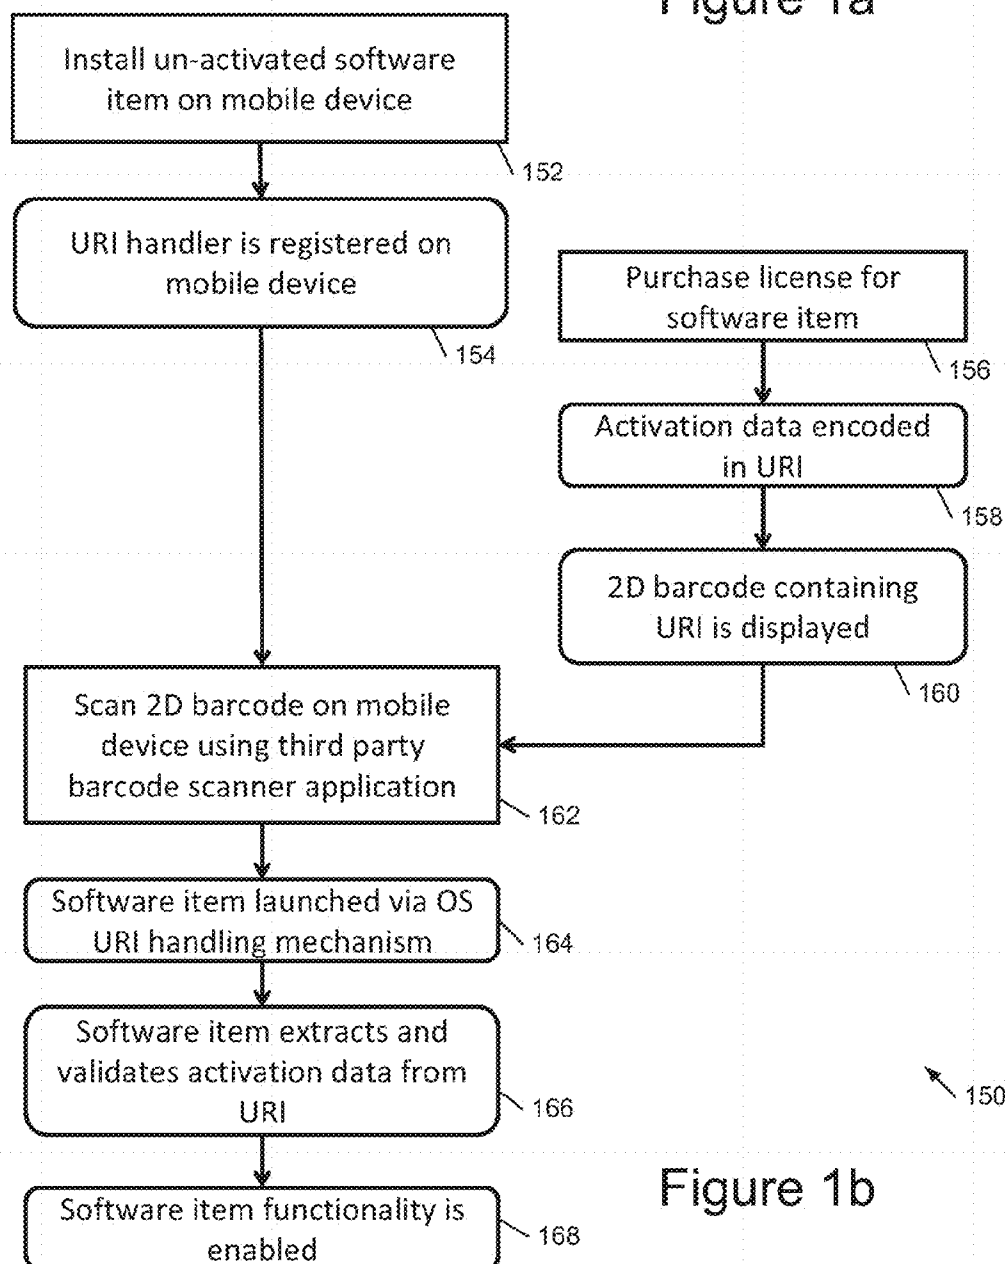 Figure 1a
Install un-activated software
item on mobile device
152
URI handler is registered on
mobile device
154
Purchase license for
software item
156
Activation data encoded
in URI
158
2D barcode containing
URI is displayed
160
Scan 2D barcode on mobile
device using third party
barcode scanner application
162
Software item launched via OS
URI handling mechanism
164
Software item extracts and
validates activation data from
URI
166
150
Software item functionality is
enabled
168
Figure 1b